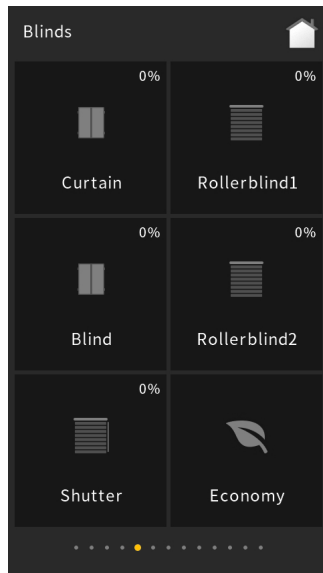 Blinds
0% 0%
Curtain Rollerblind1
0% 0%
Blind Rollerblind2
0%
Shutter Economy